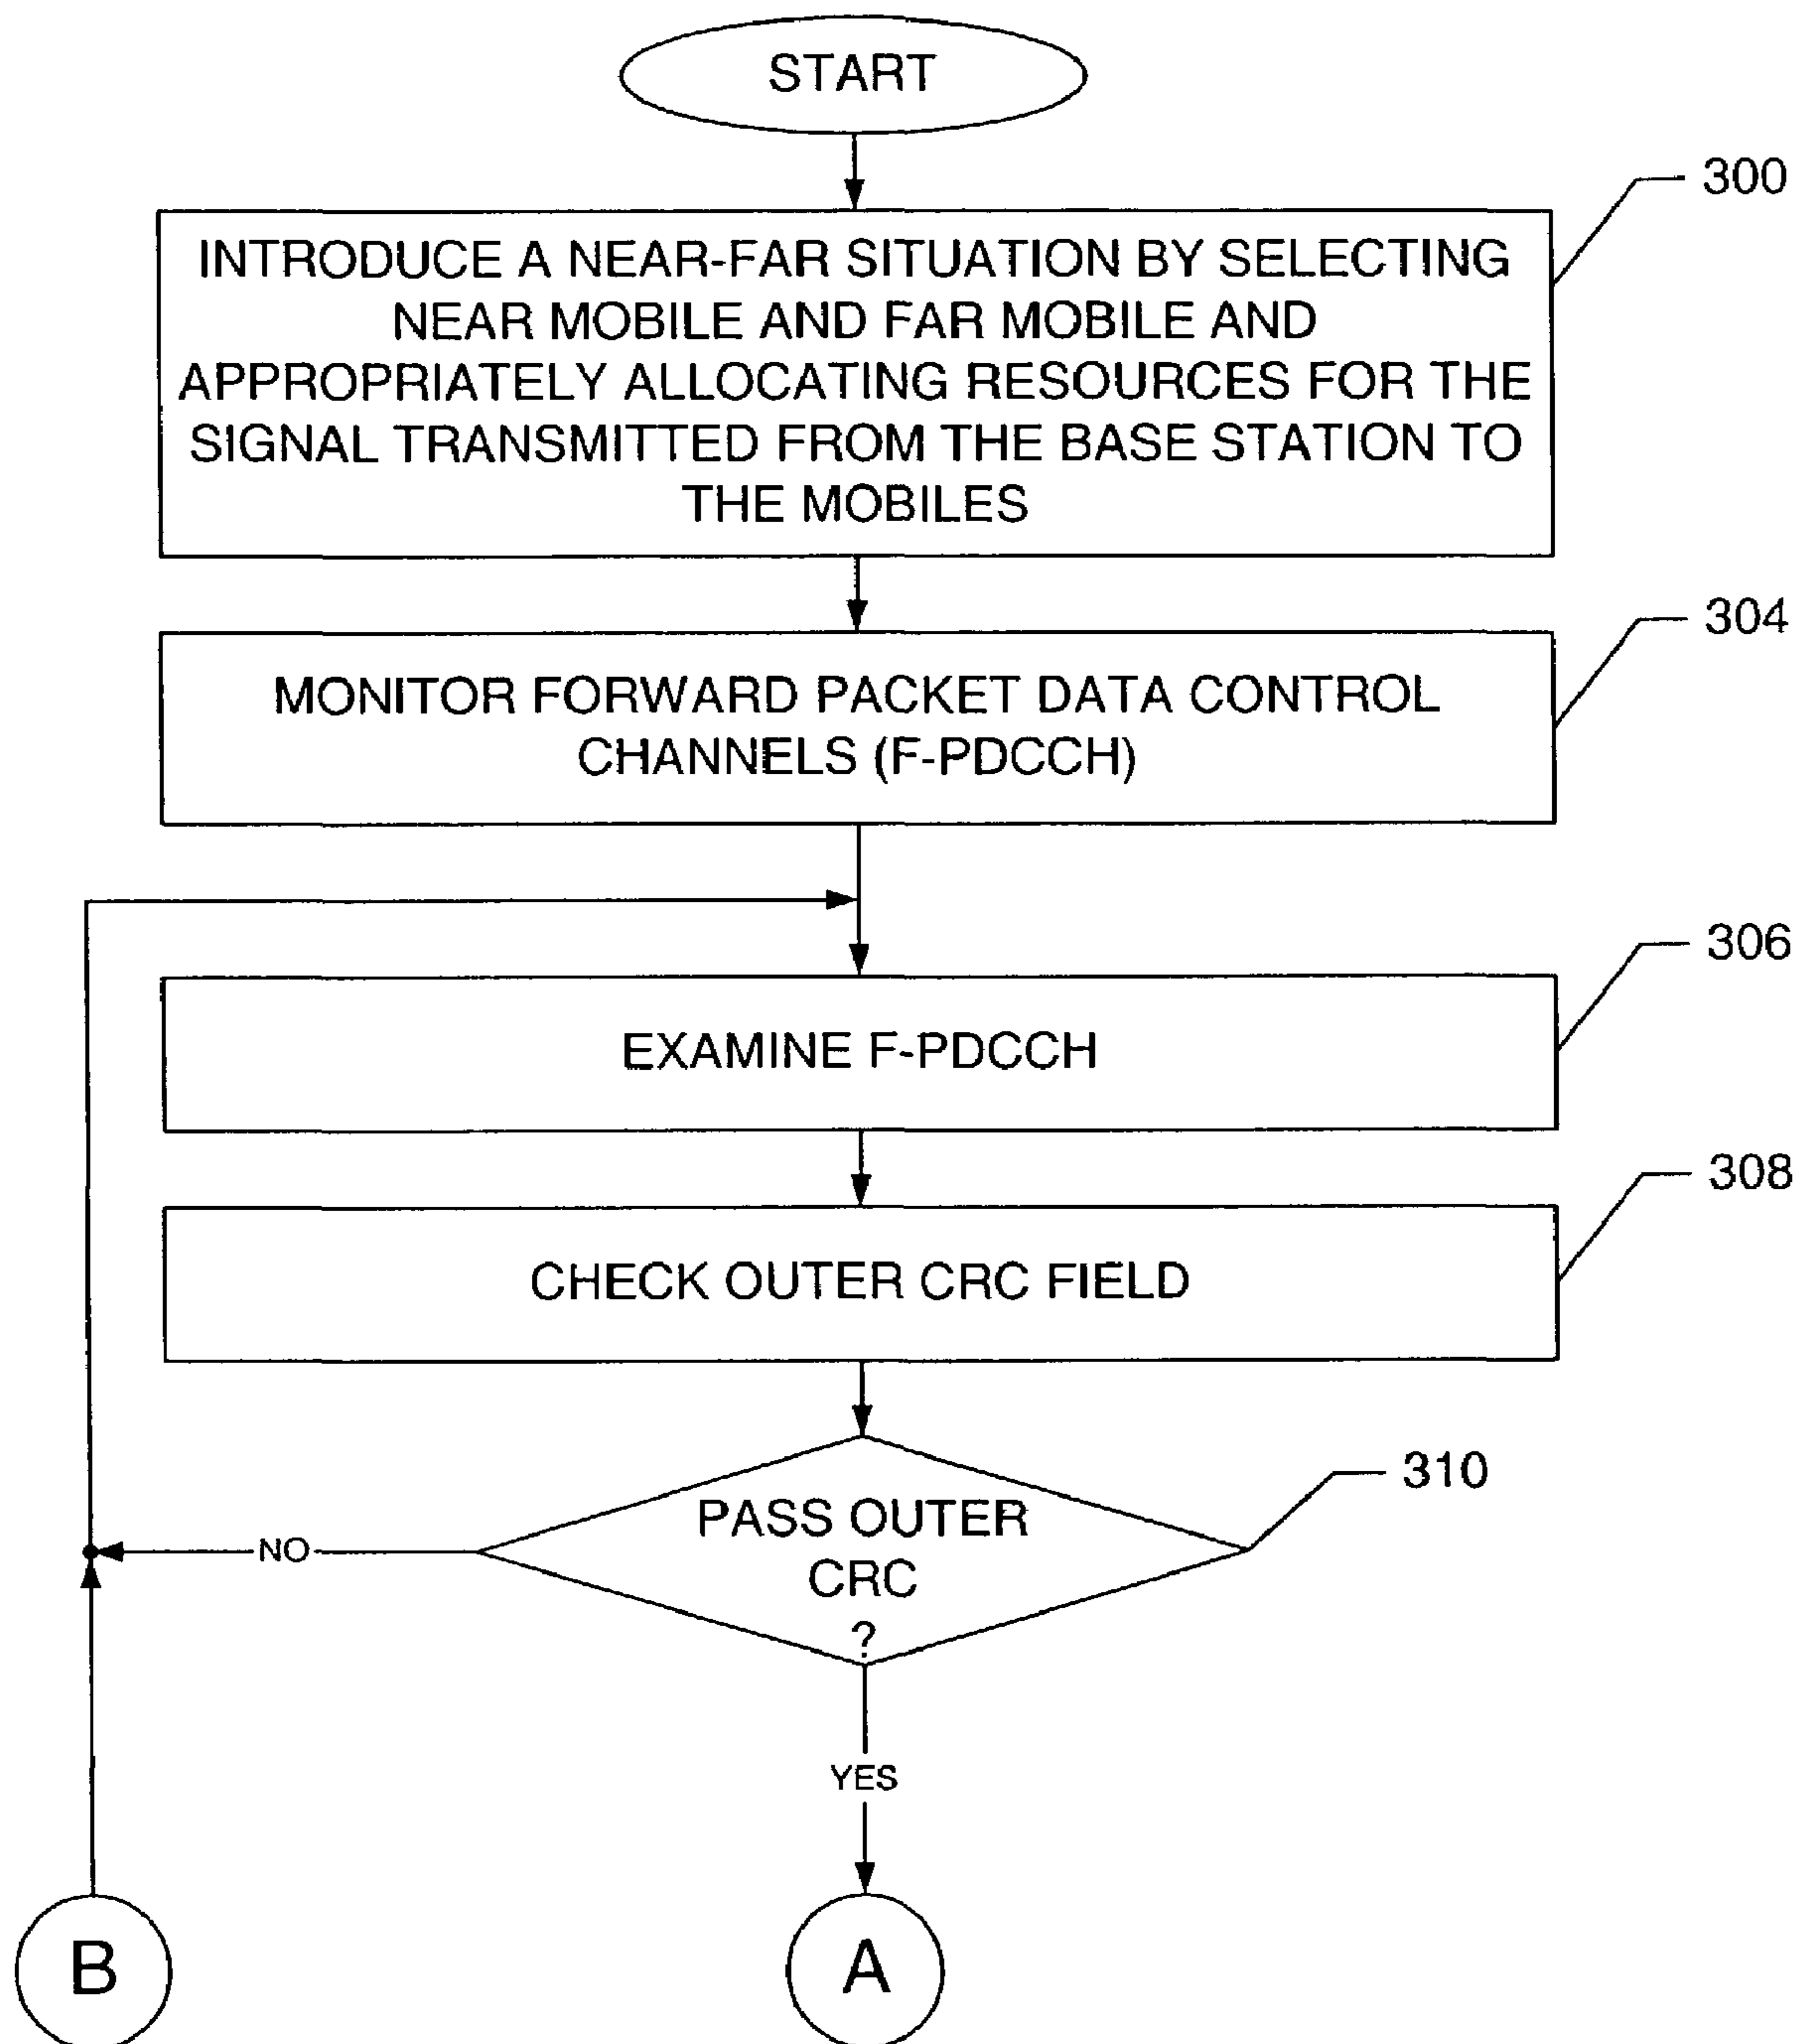 START
300
INTRODUCE A NEAR-FAR SITUATION BY SELECTING
NEAR MOBILE AND FAR MOBILE AND
APPROPRIATELY ALLOCATING RESOURCES FOR THE
SIGNAL TRANSMITTED FROM THE BASE STATION TO
THE MOBILES
304
MONITOR FORWARD PACKET DATA CONTROL
CHANNELS (F-PDCCH)
306
EXAMINE F-PDCCH
308
CHECK OUTER CRC FIELD
310
PASS OUTER
CRC
?
NO
YES
B
A